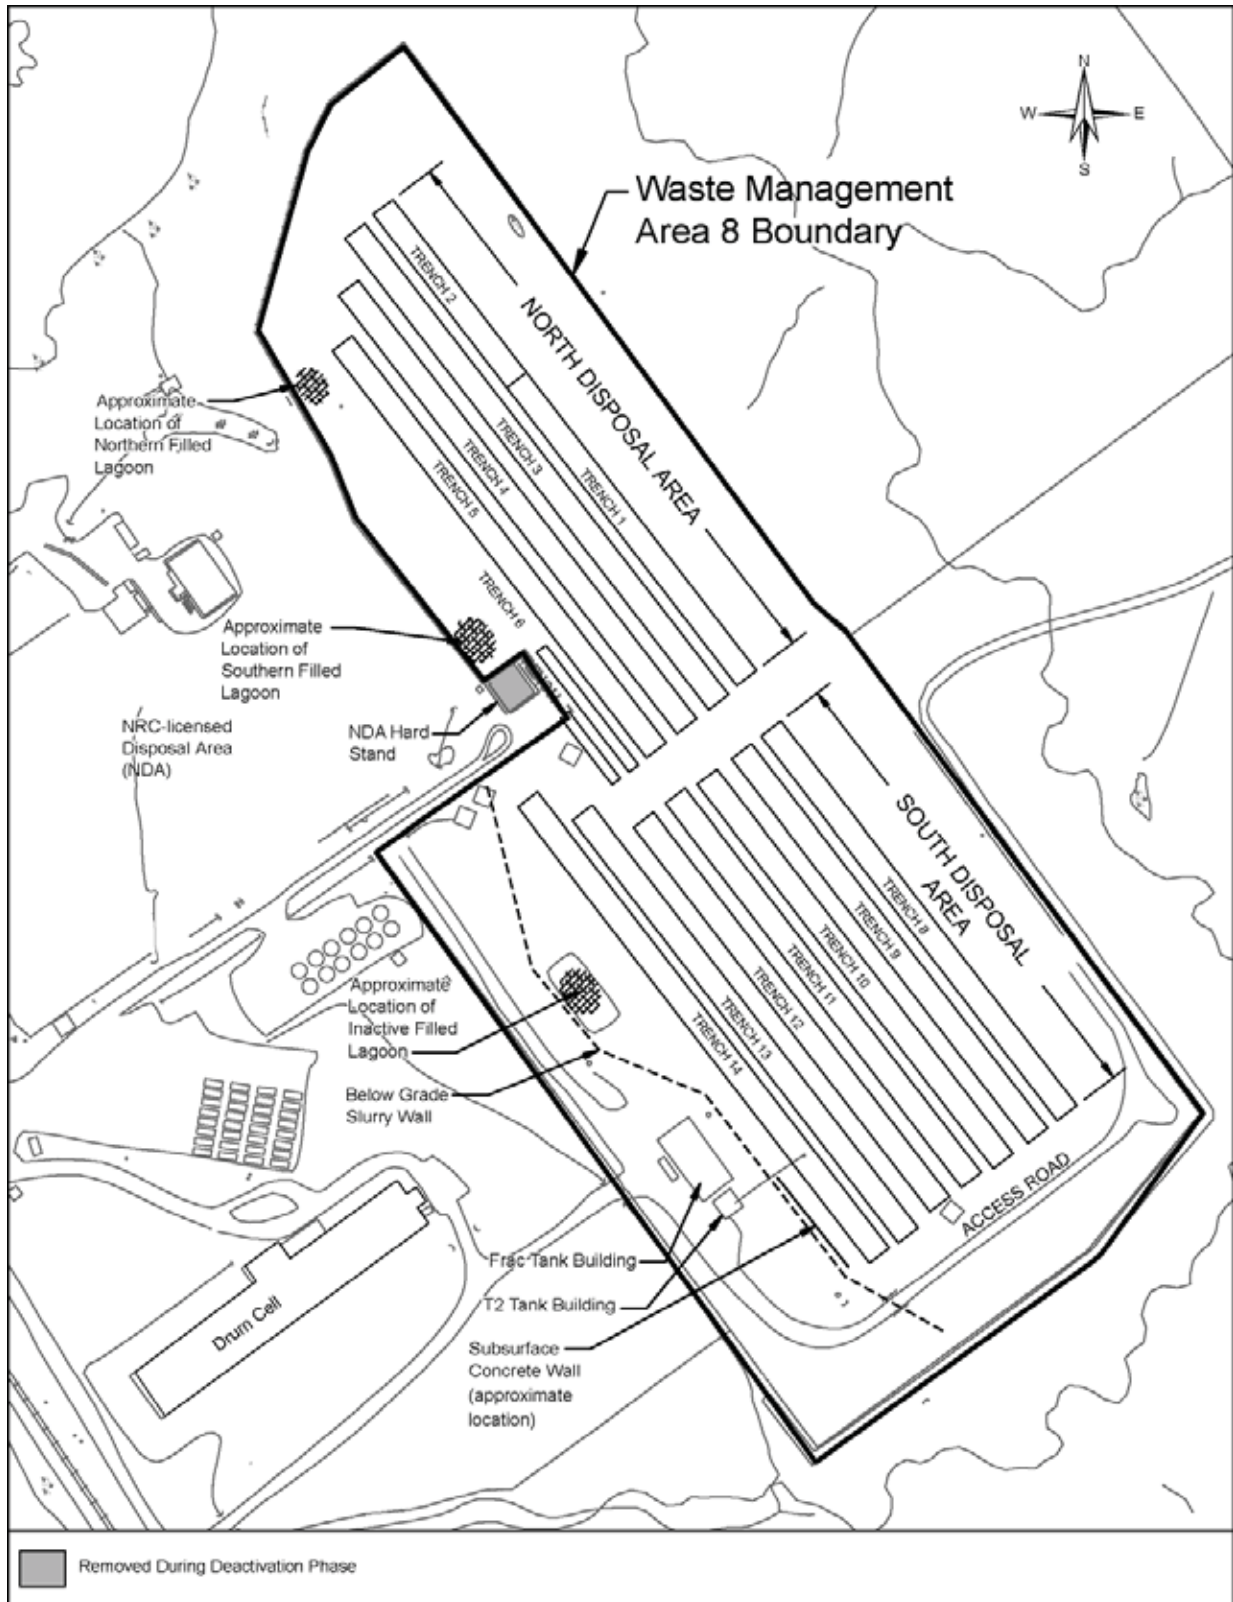 N
W
E
S
Waste Management
Area 8 Boundary
TRENCH 2
NORTH DISPOSAL AREA
Approximate
Location of
Northern Filled
Lagoon
TRENCH 3
TRENCH 4
TRENCH 1
TRENCH 5
TRENCH 6
Approximate
Location of
Southern Filled
Lagoon
NRC-licensed
Disposal Area
(NDA)
NDA Hard
Stand
SOUTH DISPOSAL
AREA
TRENCH 8
TRENCH 9
TRENCH 10
TRENCH 11
TRENCH 12
TRENCH 13
TRENCH 14
Approximate
Location of
Inactive Filled
Lagoon
Below Grade
Slurry Wall
ACCESS ROAD
Frac Tank Building
T2 Tank Building
Drum Cell
Subsurface
Concrete Wall
(approximate
location)
Removed During Deactivation Phase